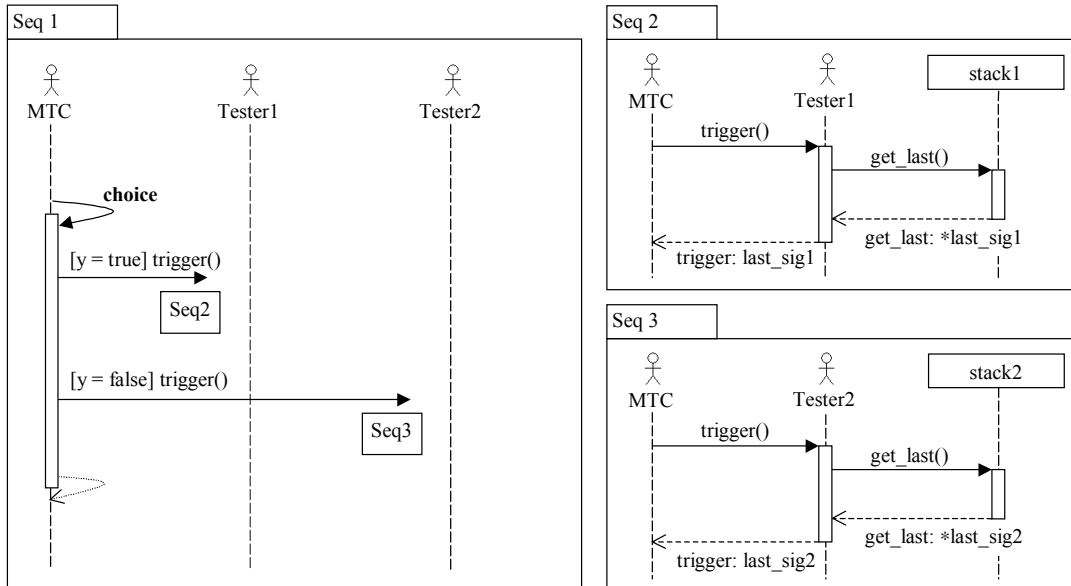 Seq 1
MTC
Tester1
Tester2
choice
[y = true] trigger()
Seq2
[y = false] trigger()
Seq3
Seq 2
MTC
Tester1
stack1
trigger()
get_last()
get_last: *last_sig1
trigger: last_sig1
Seq 3
MTC
Tester2
stack2
trigger()
get_last()
get_last: *last_sig2
trigger: last_sig2